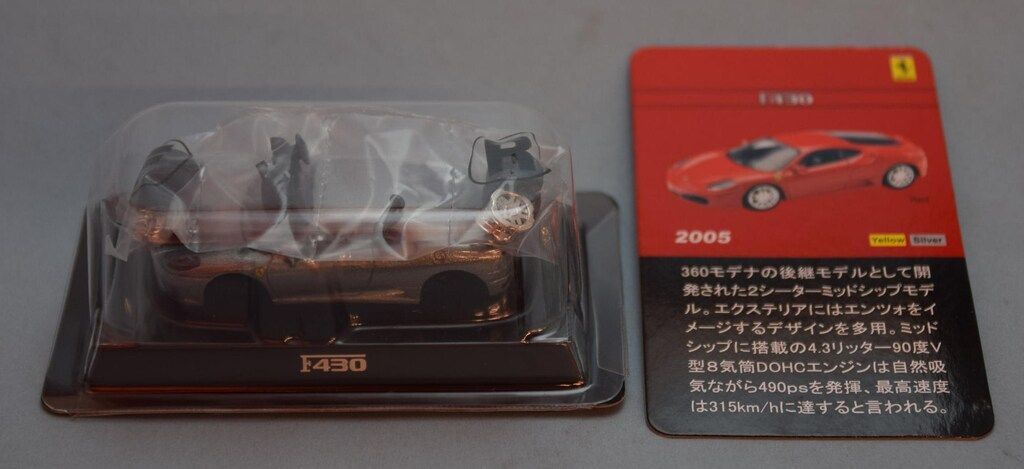 R
F430
F430
Red
2005
Yellow Silver
360モデナの後継モデルとして開
発された2シーターミッドシップモデ
ル。エクステリアにはエンツォをイ
メージするデザインを多用。ミッド
シップに搭載の4.3リッター90度V
型8気筒DOHCエンジンは自然吸
気ながら490psを発揮、最高速度
は315km/hに達すると言われる。